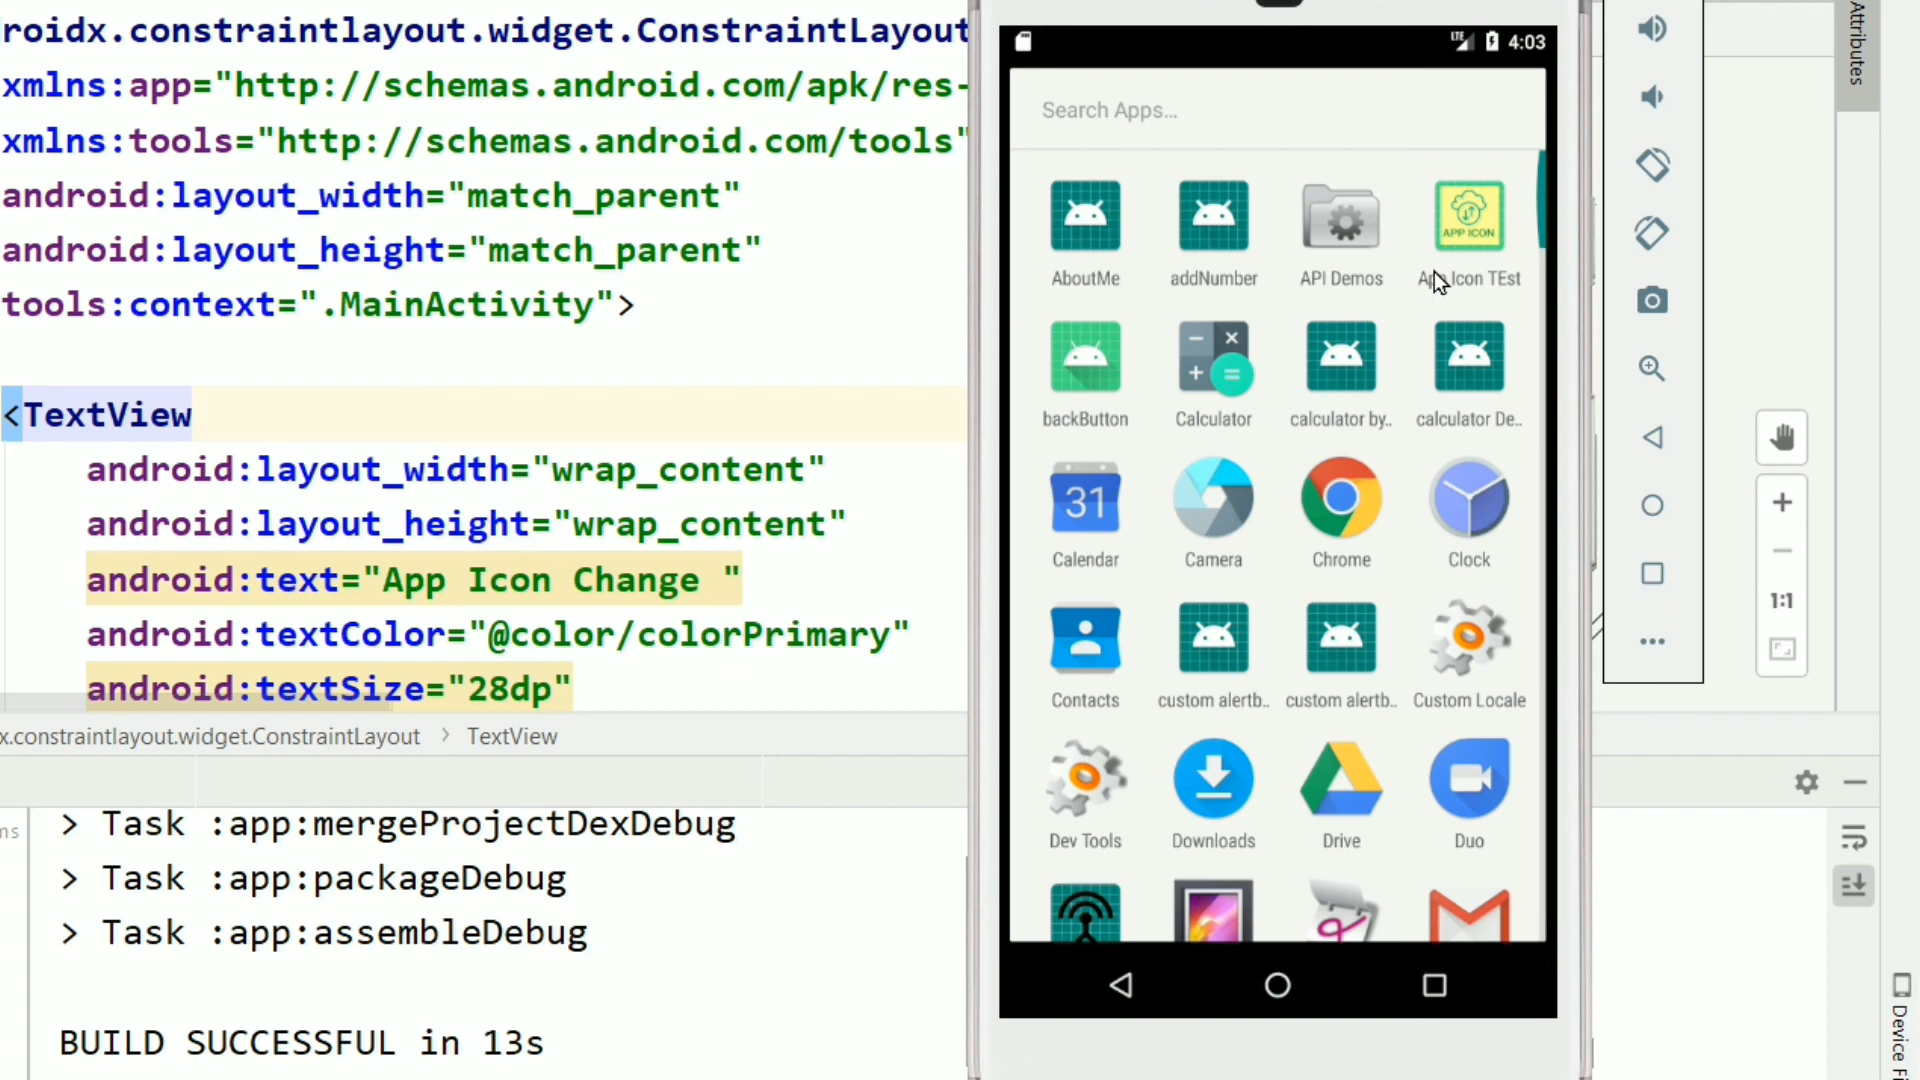 roidx.constraintlayout.widget.ConstraintLayout
xmlns:app="http://schemas.android.com/apk/res-
xmlns:tools="http://schemas.android.com/tools"
android:layout_width="match_parent"
android:layout_height="match_parent"
tools:context=".MainActivity">
<TextView
android:layout_width="wrap_content"
android:layout_height="wrap_content"
android:text="App Icon Change "
android:textColor="@color/colorPrimary"
android:textSize="28dp"
x.constraintlayout.widget.ConstraintLayout > TextView
ms
> Task :app:mergeProjectDexDebug
> Task :app:packageDebug
> Task :app:assembleDebug
BUILD SUCCESSFUL in 13s
LTE 4:03
Search Apps...
APP ICON
AboutMe addNumber API Demos App Icon TEst
backButton Calculator calculator by.. calculator De..
31
Calendar Camera Chrome Clock
Contacts custom alertb.. custom alertb.. Custom Locale
Dev Tools Downloads Drive Duo
1:1
Attributes
Device Fi